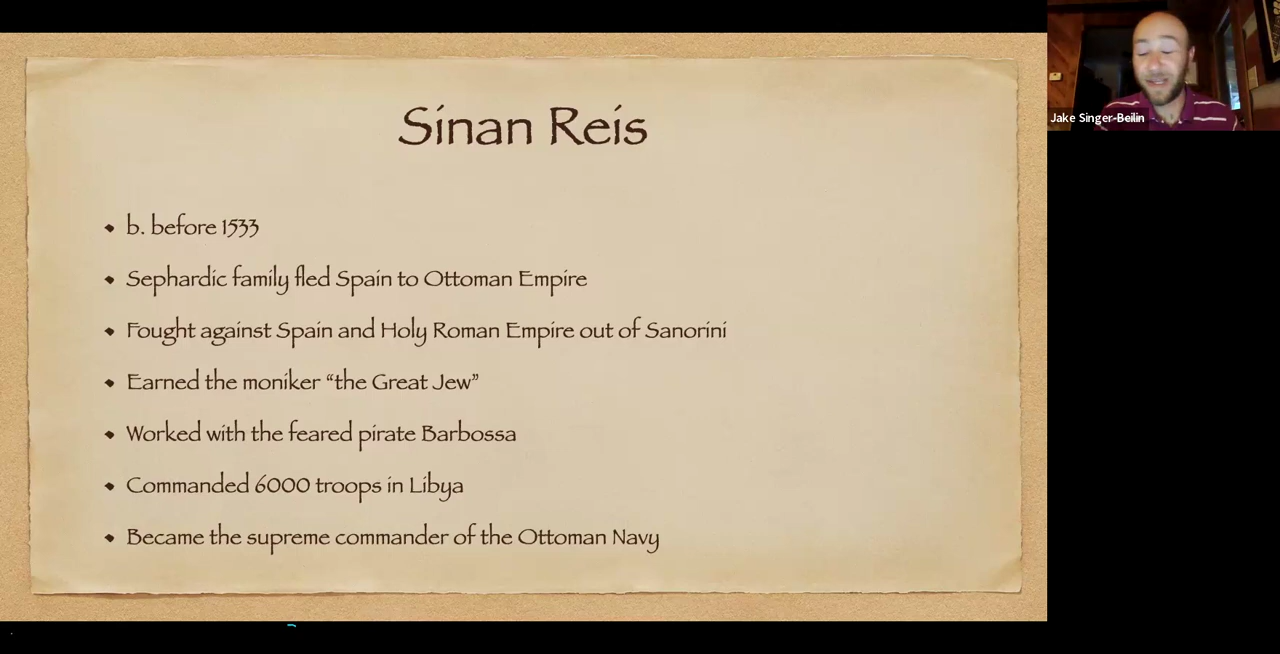 Sinan Reis
b. before 1533
Sephardic family fled Spain to Ottoman Empire
Fought against Spain and Holy Roman Empire out of Sanorini
Earned the moniker “the Great Jew”
Worked with the feared pirate Barbossa
Commanded 6000 troops in Libya
Became the supreme commander of the Ottoman Navy
Jake Singer-Beilin